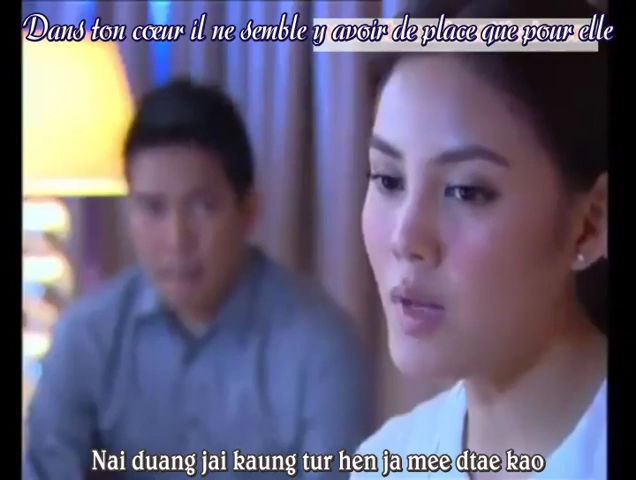 Dans ton cœur il ne semble y avoir de place que pour elle
Nai duang jai kaung tur hen ja mee dtae kao